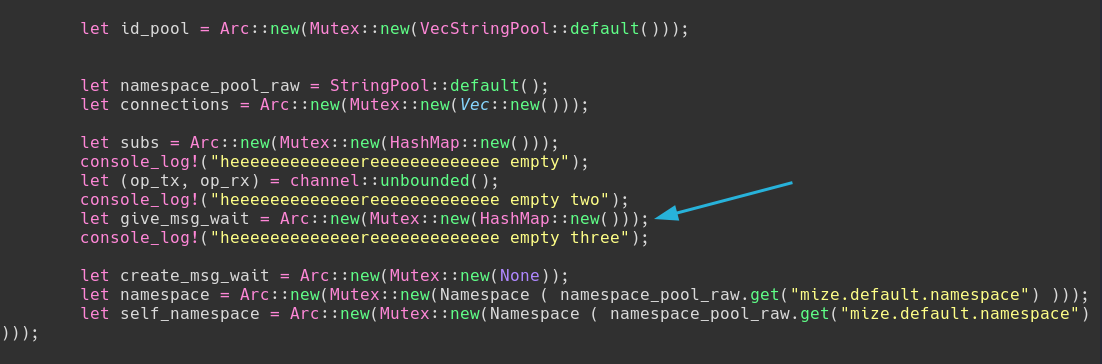 let id_pool = Arc::new(Mutex::new(VecStringPool::default()));
let namespace_pool_raw = StringPool::default();
let connections = Arc::new(Mutex::new(Vec::new()));
let subs = Arc::new(Mutex::new(HashMap::new()));
console_log!("heeeeeeeeeeeeereeeeeeeeeeeee empty");
let (op_tx, op_rx) = channel::unbounded();
console_log!("heeeeeeeeeeeeereeeeeeeeeeeee empty two");
let give_msg_wait = Arc::new(Mutex::new(HashMap::new()));
console_log!("heeeeeeeeeeeeereeeeeeeeeeeee empty three");
let create_msg_wait = Arc::new(Mutex::new(None));
let namespace = Arc::new(Mutex::new(Namespace ( namespace_pool_raw.get("mize.default.namespace") )));
let self_namespace = Arc::new(Mutex::new(Namespace ( namespace_pool_raw.get("mize.default.namespace")
)));